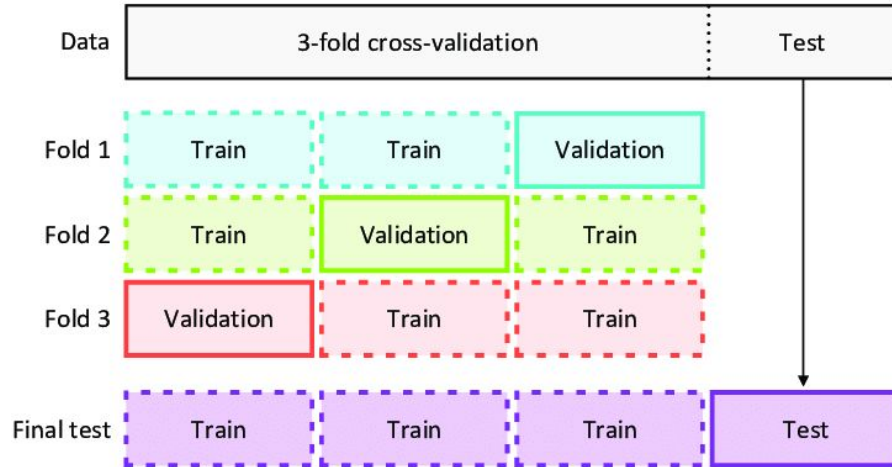 Data 3-fold cross-validation Test
Fold 1 Train Train Validation
Fold 2 Train Validation Train
Fold 3 Validation Train Train
Final test Train Train Train Test